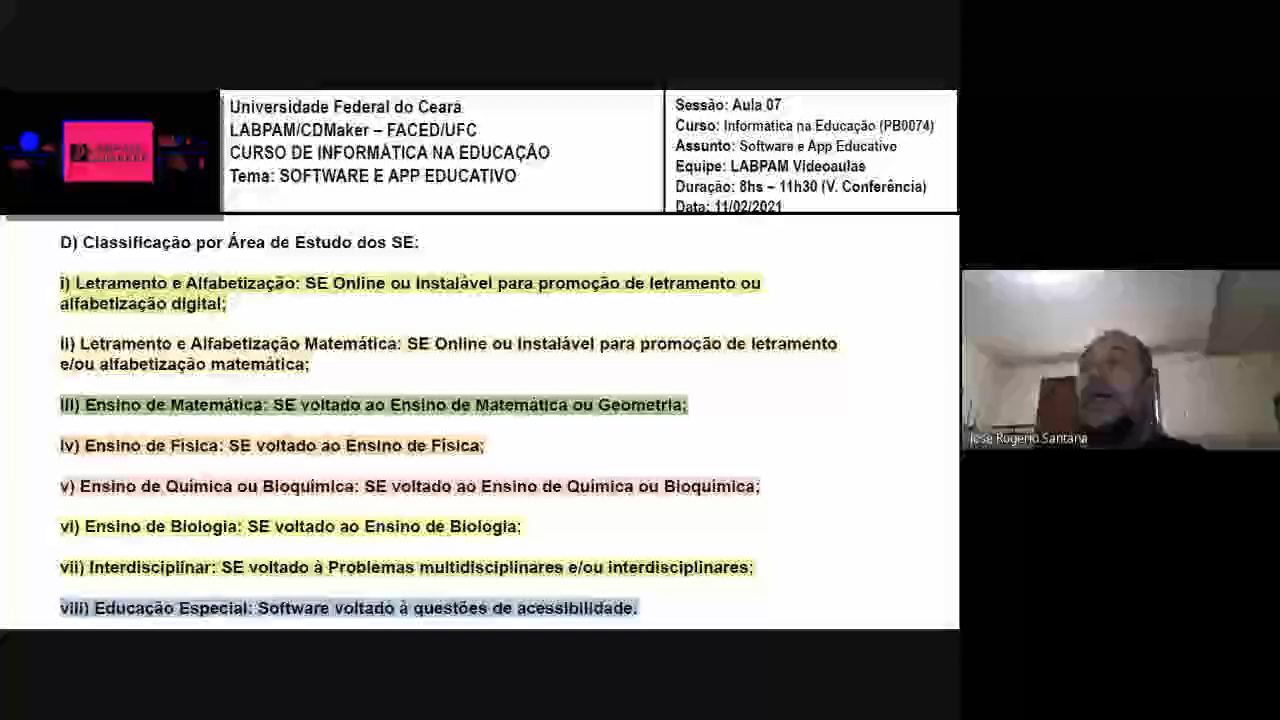 Universidade Federal do Ceará
LABPAM/CDMaker – FACED/UFC
CURSO DE INFORMÁTICA NA EDUCAÇÃO
Tema: SOFTWARE E APP EDUCATIVO
Sessão: Aula 07
Curso: Informática na Educação (PB0074)
Assunto: Software e App Educativo
Equipe: LABPAM Videoaulas
Duração: 8hs – 11h30 (V. Conferência)
Data: 11/02/2021
D) Classificação por Área de Estudo dos SE:
i) Letramento e Alfabetização: SE Online ou Instalável para promoção de letramento ou
alfabetização digital;
ii) Letramento e Alfabetização Matemática: SE Online ou Instalável para promoção de letramento
e/ou alfabetização matemática;
iii) Ensino de Matemática: SE voltado ao Ensino de Matemática ou Geometria;
iv) Ensino de Física: SE voltado ao Ensino de Física;
v) Ensino de Química ou Bioquímica: SE voltado ao Ensino de Química ou Bioquímica;
vi) Ensino de Biologia: SE voltado ao Ensino de Biologia;
vii) Interdisciplinar: SE voltado à Problemas multidisciplinares e/ou interdisciplinares;
viii) Educação Especial: Software voltado à questões de acessibilidade.
Jose Rogerio Santana